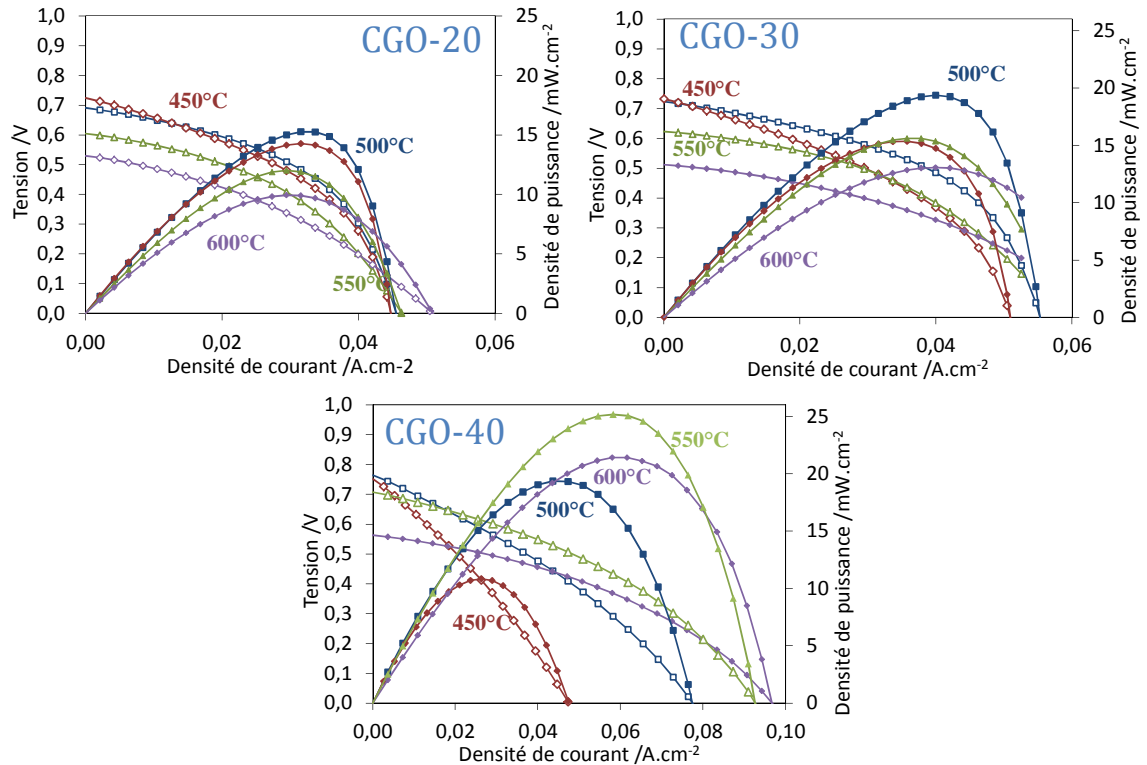 CGO-20
Tension /V
1,0
0,9
0,8
0,7
0,6
0,5
0,4
0,3
0,2
0,1
0,0
450°C
500°C
600°C
550°C
25
20
15
10
5
0
Densité de puissance /mW.cm-2
0,00 0,02 0,04 0,06
Densité de courant /A.cm-2
CGO-30
Tension /V
1,0
0,9
0,8
0,7
0,6
0,5
0,4
0,3
0,2
0,1
0,0
500°C
450°C
550°C
600°C
25
20
15
10
5
0
Densité de puissance /mW.cm-2
0,00 0,02 0,04 0,06
Densité de courant /A.cm-2
CGO-40
Tension /V
1,0
0,9
0,8
0,7
0,6
0,5
0,4
0,3
0,2
0,1
0,0
550°C
600°C
500°C
450°C
25
20
15
10
5
0
Densité de puissance /mW.cm-2
0,00 0,02 0,04 0,06 0,08 0,10
Densité de courant /A.cm-2